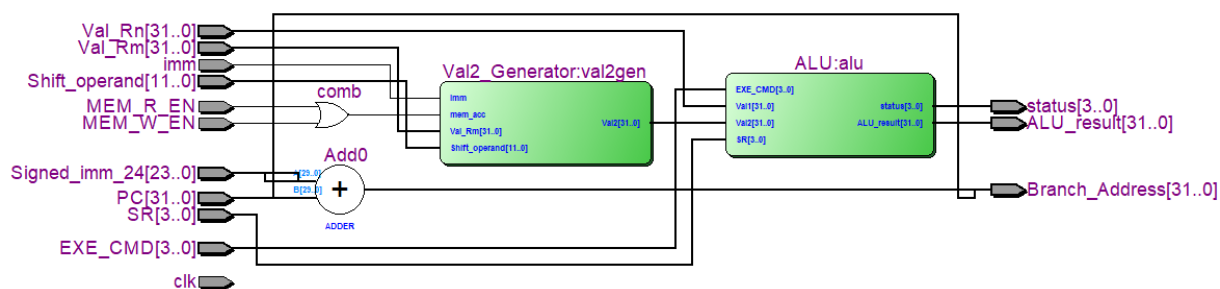 Val_Rn[31..0]
Val_Rm[31..0]
imm
Shift_operand[11..0]
MEM_R_EN
MEM_W_EN
Signed_imm_24[23..0]
PC[31..0]
SR[3..0]
EXE_CMD[3..0]
clk
comb
Add0
A[29..0]
B[29..0]
+
ADDER
Val2_Generator:val2gen
imm
mem_acc
Val_Rm[31..0]
Shift_operand[11..0]
Val2[31..0]
ALU:alu
EXE_CMD[3..0]
Val1[31..0]
Val2[31..0]
SR[3..0]
status[3..0]
ALU_result[31..0]
status[3..0]
ALU_result[31..0]
Branch_Address[31..0]